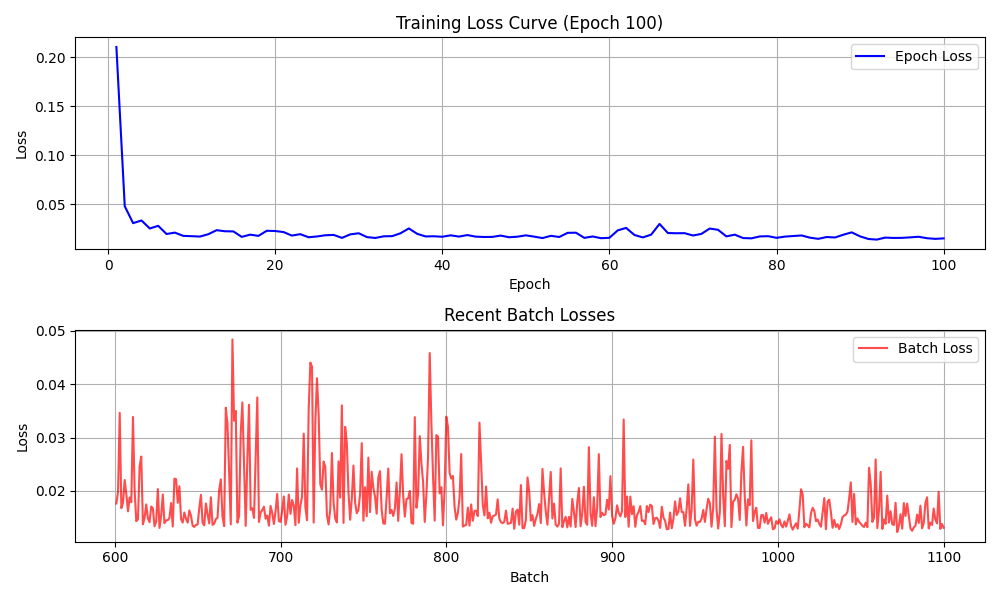 Training Loss Curve (Epoch 100)
0.20
0.15
0.10
0.05
Loss
Epoch Loss
0 20 40 60 80 100
Epoch
Recent Batch Losses
0.05
0.04
0.03
0.02
Loss
Batch Loss
600 700 800 900 1000 1100
Batch